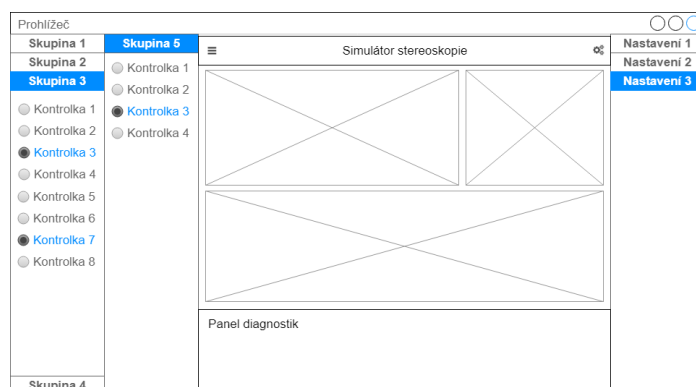 Prohlížeč
Skupina 1
Skupina 2
Skupina 3
Kontrolka 1
Kontrolka 2
Kontrolka 3
Kontrolka 4
Kontrolka 5
Kontrolka 6
Kontrolka 7
Kontrolka 8
Skupina 4
Skupina 5
Kontrolka 1
Kontrolka 2
Kontrolka 3
Kontrolka 4
Simulátor stereoskopie
Panel diagnostik
Nastavení 1
Nastavení 2
Nastavení 3